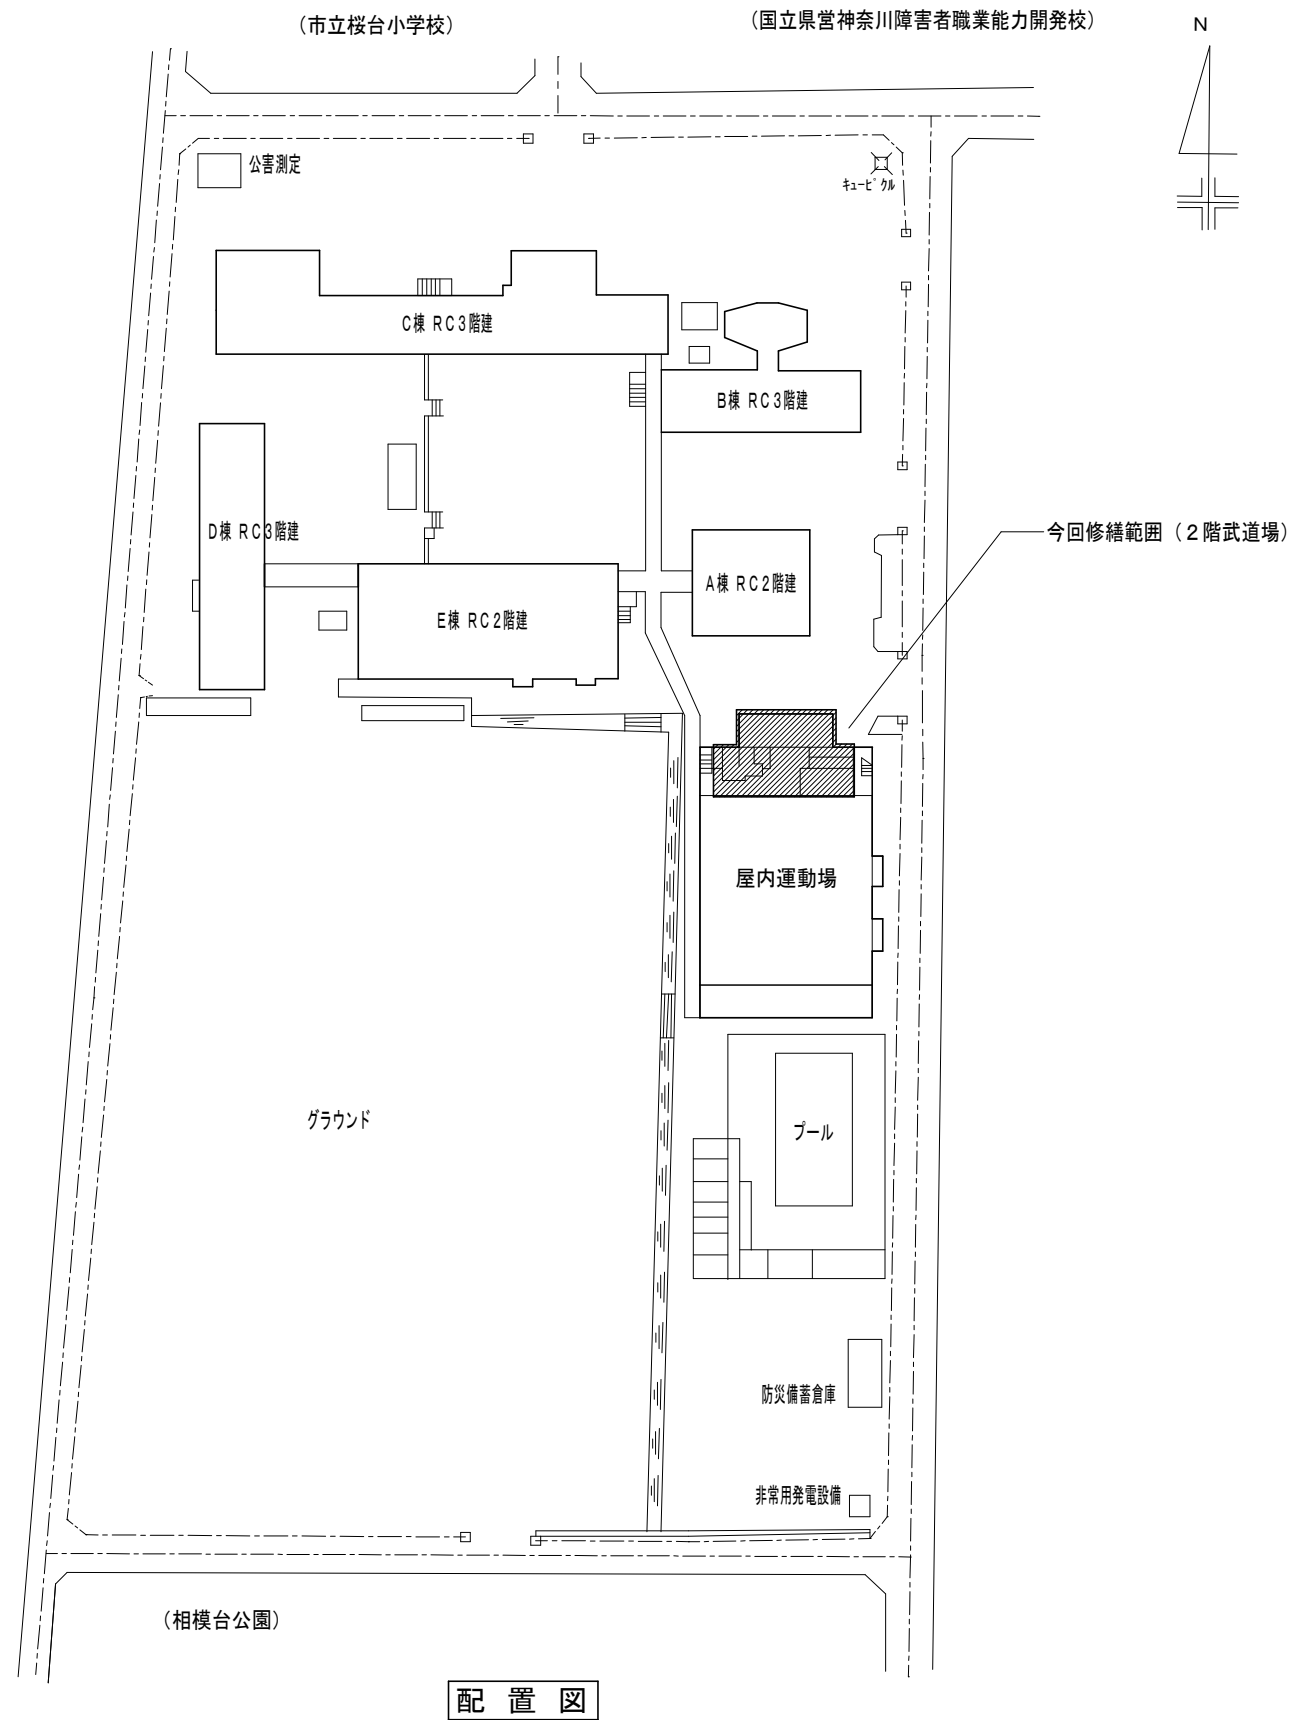 （市立桜台小学校）
（国立県営神奈川障害者職業能力開発校）
N
公害測定
キュービクル
C棟 ＲＣ3階建
B棟 ＲＣ3階建
D棟 ＲＣ3階建
今回修繕範囲（２階武道場）
A棟 ＲＣ2階建
E棟 ＲＣ2階建
屋内運動場
グラウンド
プール
防災備蓄倉庫
非常用発電設備
（相模台公園）
配 置 図